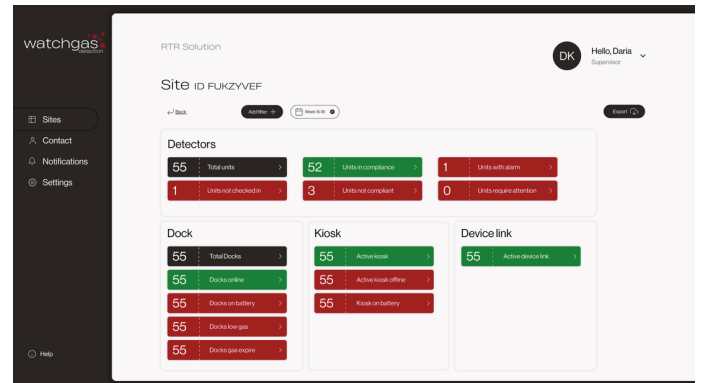 watchgas
detection
RTR Solution
DK
Hello, Daria
Supervisor
Site ID FUKZYVEF
Back
Add filter +
Week 15-18
Export
Sites
Contact
Notifications
Settings
Help
Detectors
55 Total units
52 Units in compliance
1 Units with alarm
1 Units not checked in
3 Units not compliant
0 Units require attention
Dock
55 Total Docks
55 Docks online
55 Docks on battery
55 Docks low gas
55 Docks gas expire
Kiosk
55 Active kiosk
55 Active kiosk offline
55 Kiosk on battery
Device link
55 Active device link